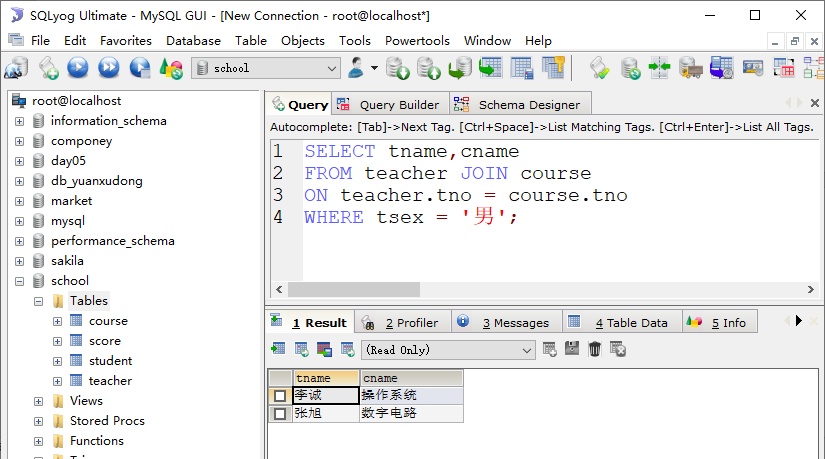 SQLyog Ultimate - MySQL GUI - [New Connection - root@localhost*]
File Edit Favorites Database Table Objects Tools Powertools Window Help
school
root@localhost
information_schema
componey
day05
db_yuanxudong
market
mysql
performance_schema
sakila
school
Tables
course
score
student
teacher
Views
Stored Procs
Functions
Query Query Builder Schema Designer
Autocomplete: [Tab]->Next Tag. [Ctrl+Space]->List Matching Tags. [Ctrl+Enter]->List All Tags.
1 SELECT tname,cname
2 FROM teacher JOIN course
3 ON teacher.tno = course.tno
4 WHERE tsex = '男';
1 Result 2 Profiler 3 Messages 4 Table Data 5 Info
(Read Only)
tname cname
李诚 操作系统
张旭 数字电路